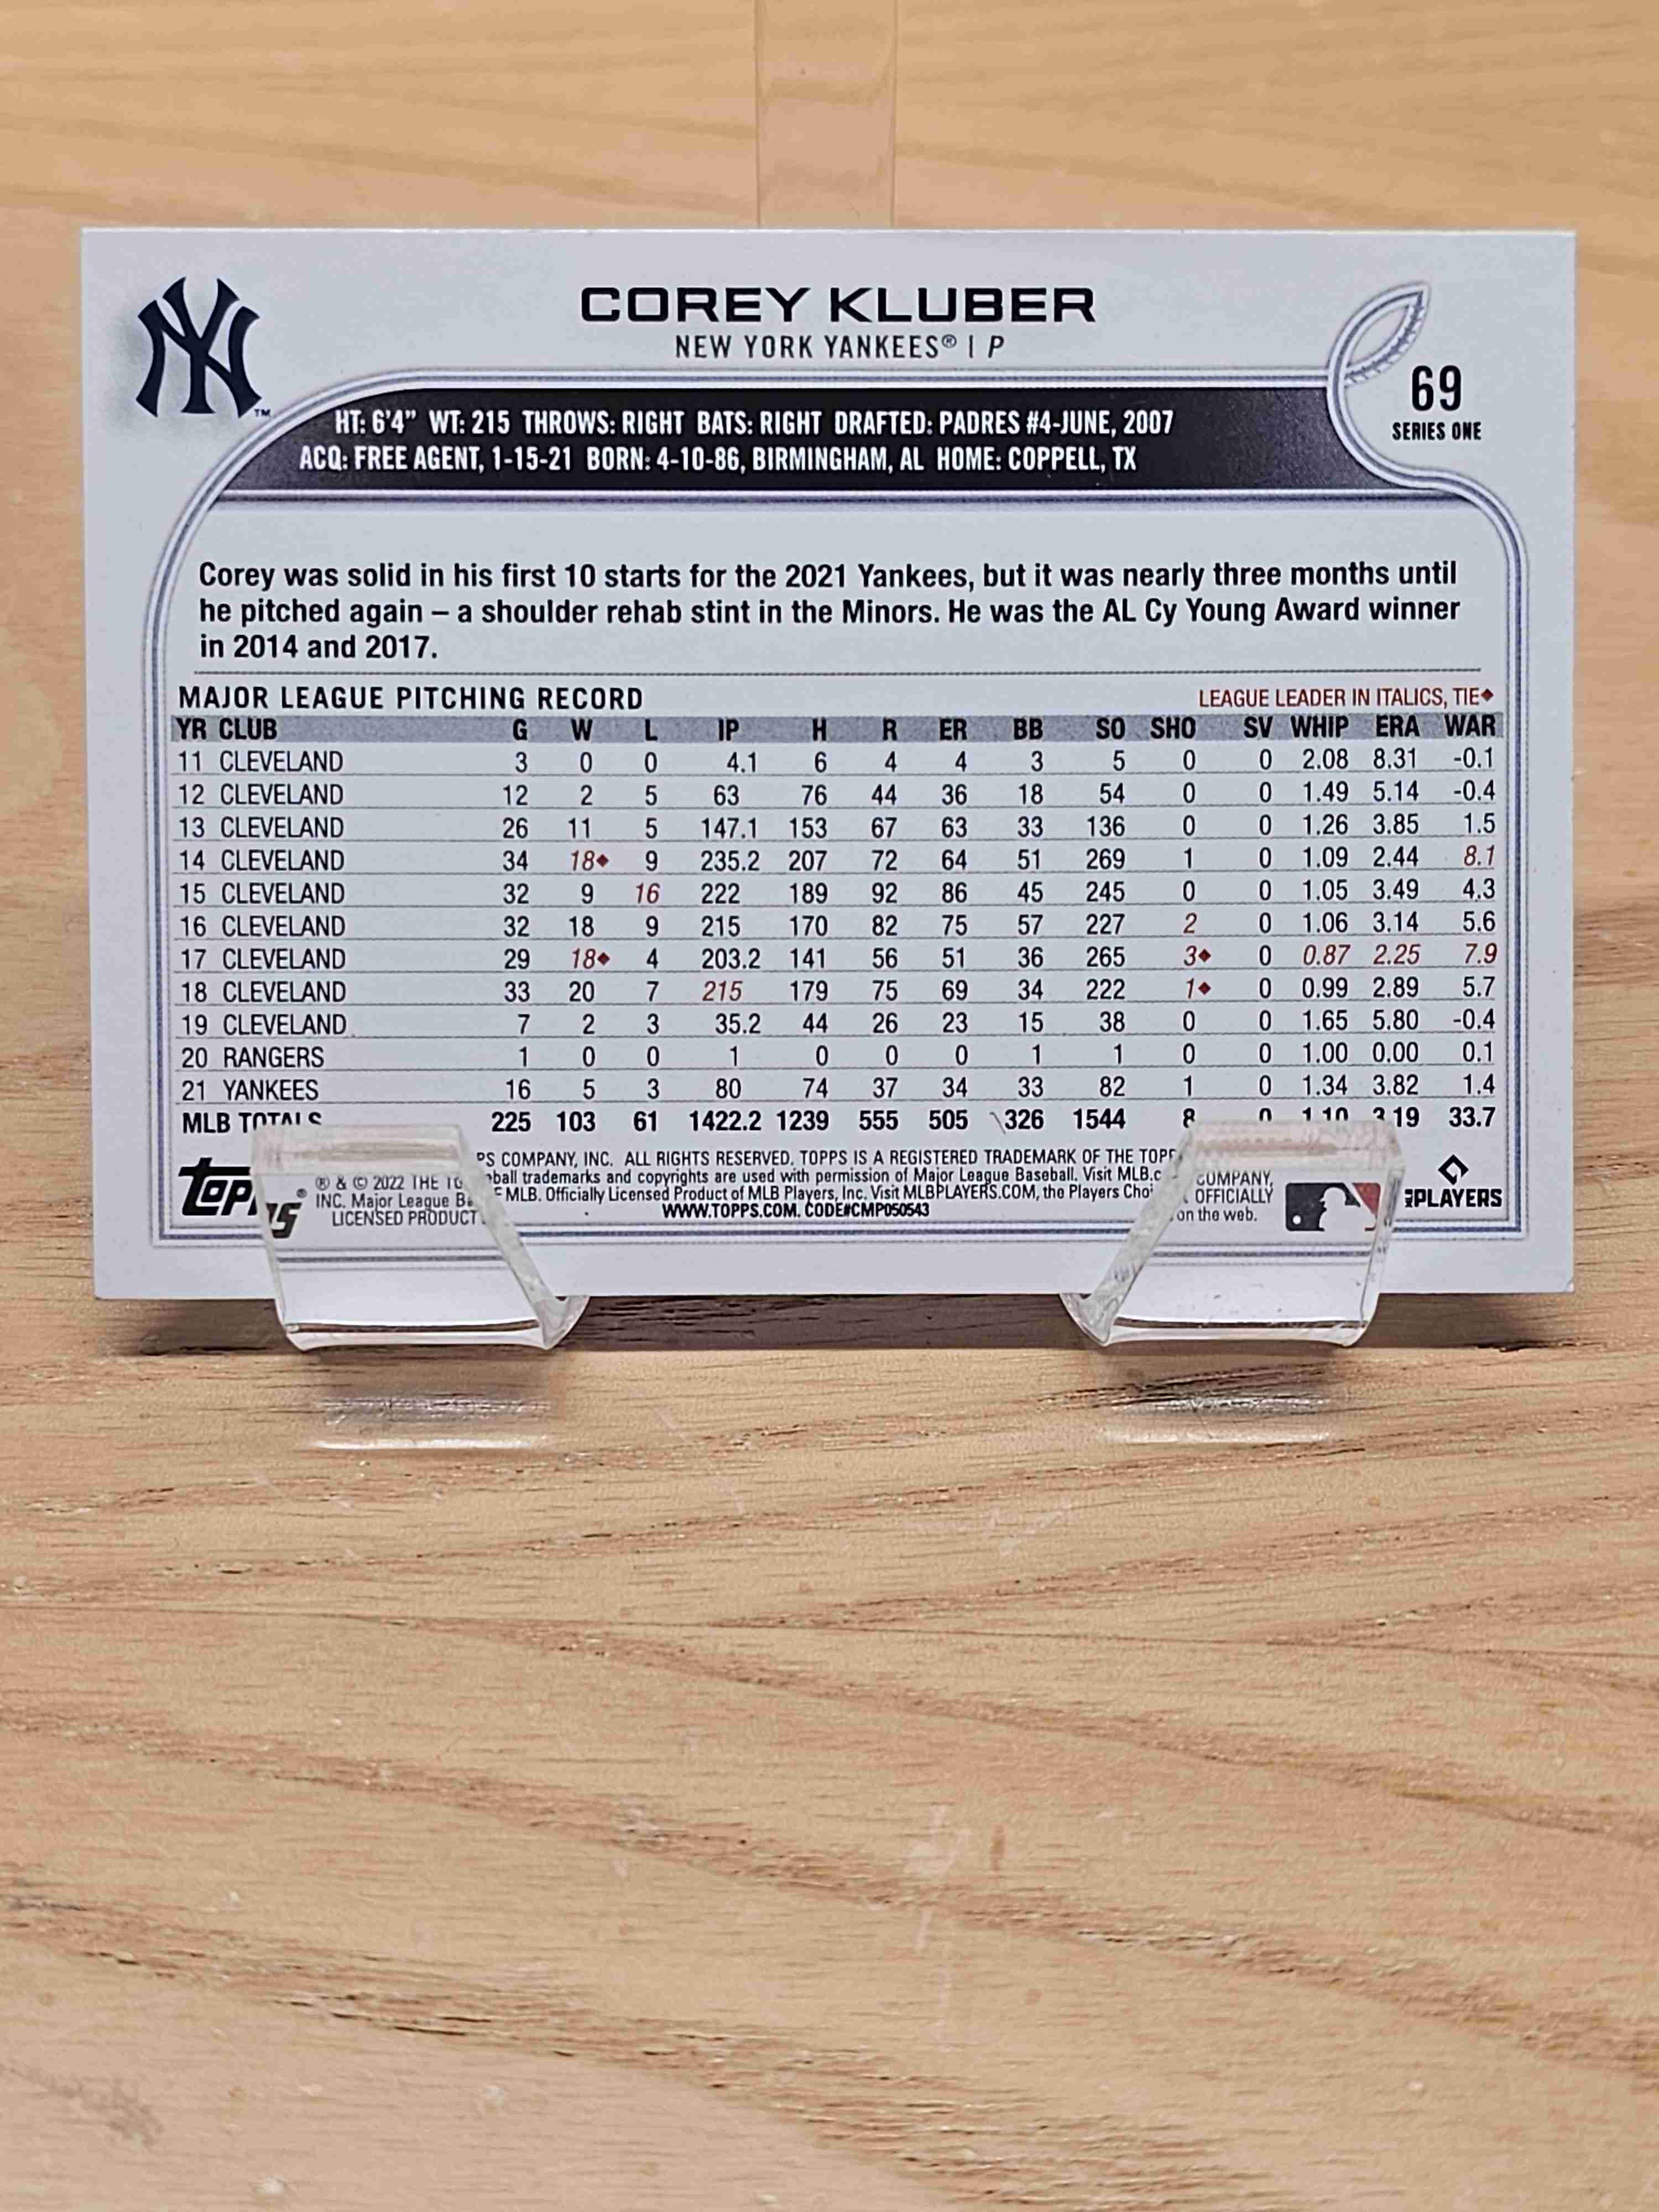 NY™
COREY KLUBER
NEW YORK YANKEES® | P
69
SERIES ONE
HT: 6'4" WT: 215 THROWS: RIGHT BATS: RIGHT DRAFTED: PADRES #4-JUNE, 2007
ACQ: FREE AGENT, 1-15-21 BORN: 4-10-86, BIRMINGHAM, AL HOME: COPPELL, TX
Corey was solid in his first 10 starts for the 2021 Yankees, but it was nearly three months until
he pitched again – a shoulder rehab stint in the Minors. He was the AL Cy Young Award winner
in 2014 and 2017.
MAJOR LEAGUE PITCHING RECORD LEAGUE LEADER IN ITALICS, TIE◆
YR CLUB G W L IP H R ER BB SO SHO SV WHIP ERA WAR
11 CLEVELAND 3 0 0 4.1 6 4 4 3 5 0 0 2.08 8.31 -0.1
12 CLEVELAND 12 2 5 63 76 44 36 18 54 0 0 1.49 5.14 -0.4
13 CLEVELAND 26 11 5 147.1 153 67 63 33 136 0 0 1.26 3.85 1.5
14 CLEVELAND 34 18◆ 9 235.2 207 72 64 51 269 1 0 1.09 2.44 8.1
15 CLEVELAND 32 9 16 222 189 92 86 45 245 0 0 1.05 3.49 4.3
16 CLEVELAND 32 18 9 215 170 82 75 57 227 2 0 1.06 3.14 5.6
17 CLEVELAND 29 18◆ 4 203.2 141 56 51 36 265 3◆ 0 0.87 2.25 7.9
18 CLEVELAND 33 20 7 215 179 75 69 34 222 1◆ 0 0.99 2.89 5.7
19 CLEVELAND 7 2 3 35.2 44 26 23 15 38 0 0 1.65 5.80 -0.4
20 RANGERS 1 0 0 1 0 0 0 1 1 0 0 1.00 0.00 0.1
21 YANKEES 16 5 3 80 74 37 34 33 82 1 0 1.34 3.82 1.4
MLB TOTALS 225 103 61 1422.2 1239 555 505 326 1544 8 0 1.10 3.19 33.7
topps®
® & © 2022 THE TO PS COMPANY, INC. ALL RIGHTS RESERVED. TOPPS IS A REGISTERED TRADEMARK OF THE TOPP COMPANY,
INC. Major League Ba ball trademarks and copyrights are used with permission of Major League Baseball. Visit MLB.c
MLB. Officially Licensed Product of MLB Players, Inc. Visit MLBPLAYERS.COM, the Players Choi OFFICIALLY
LICENSED PRODUCT on the web.
WWW.TOPPS.COM. CODE#CMP050543
MLBPLAYERS